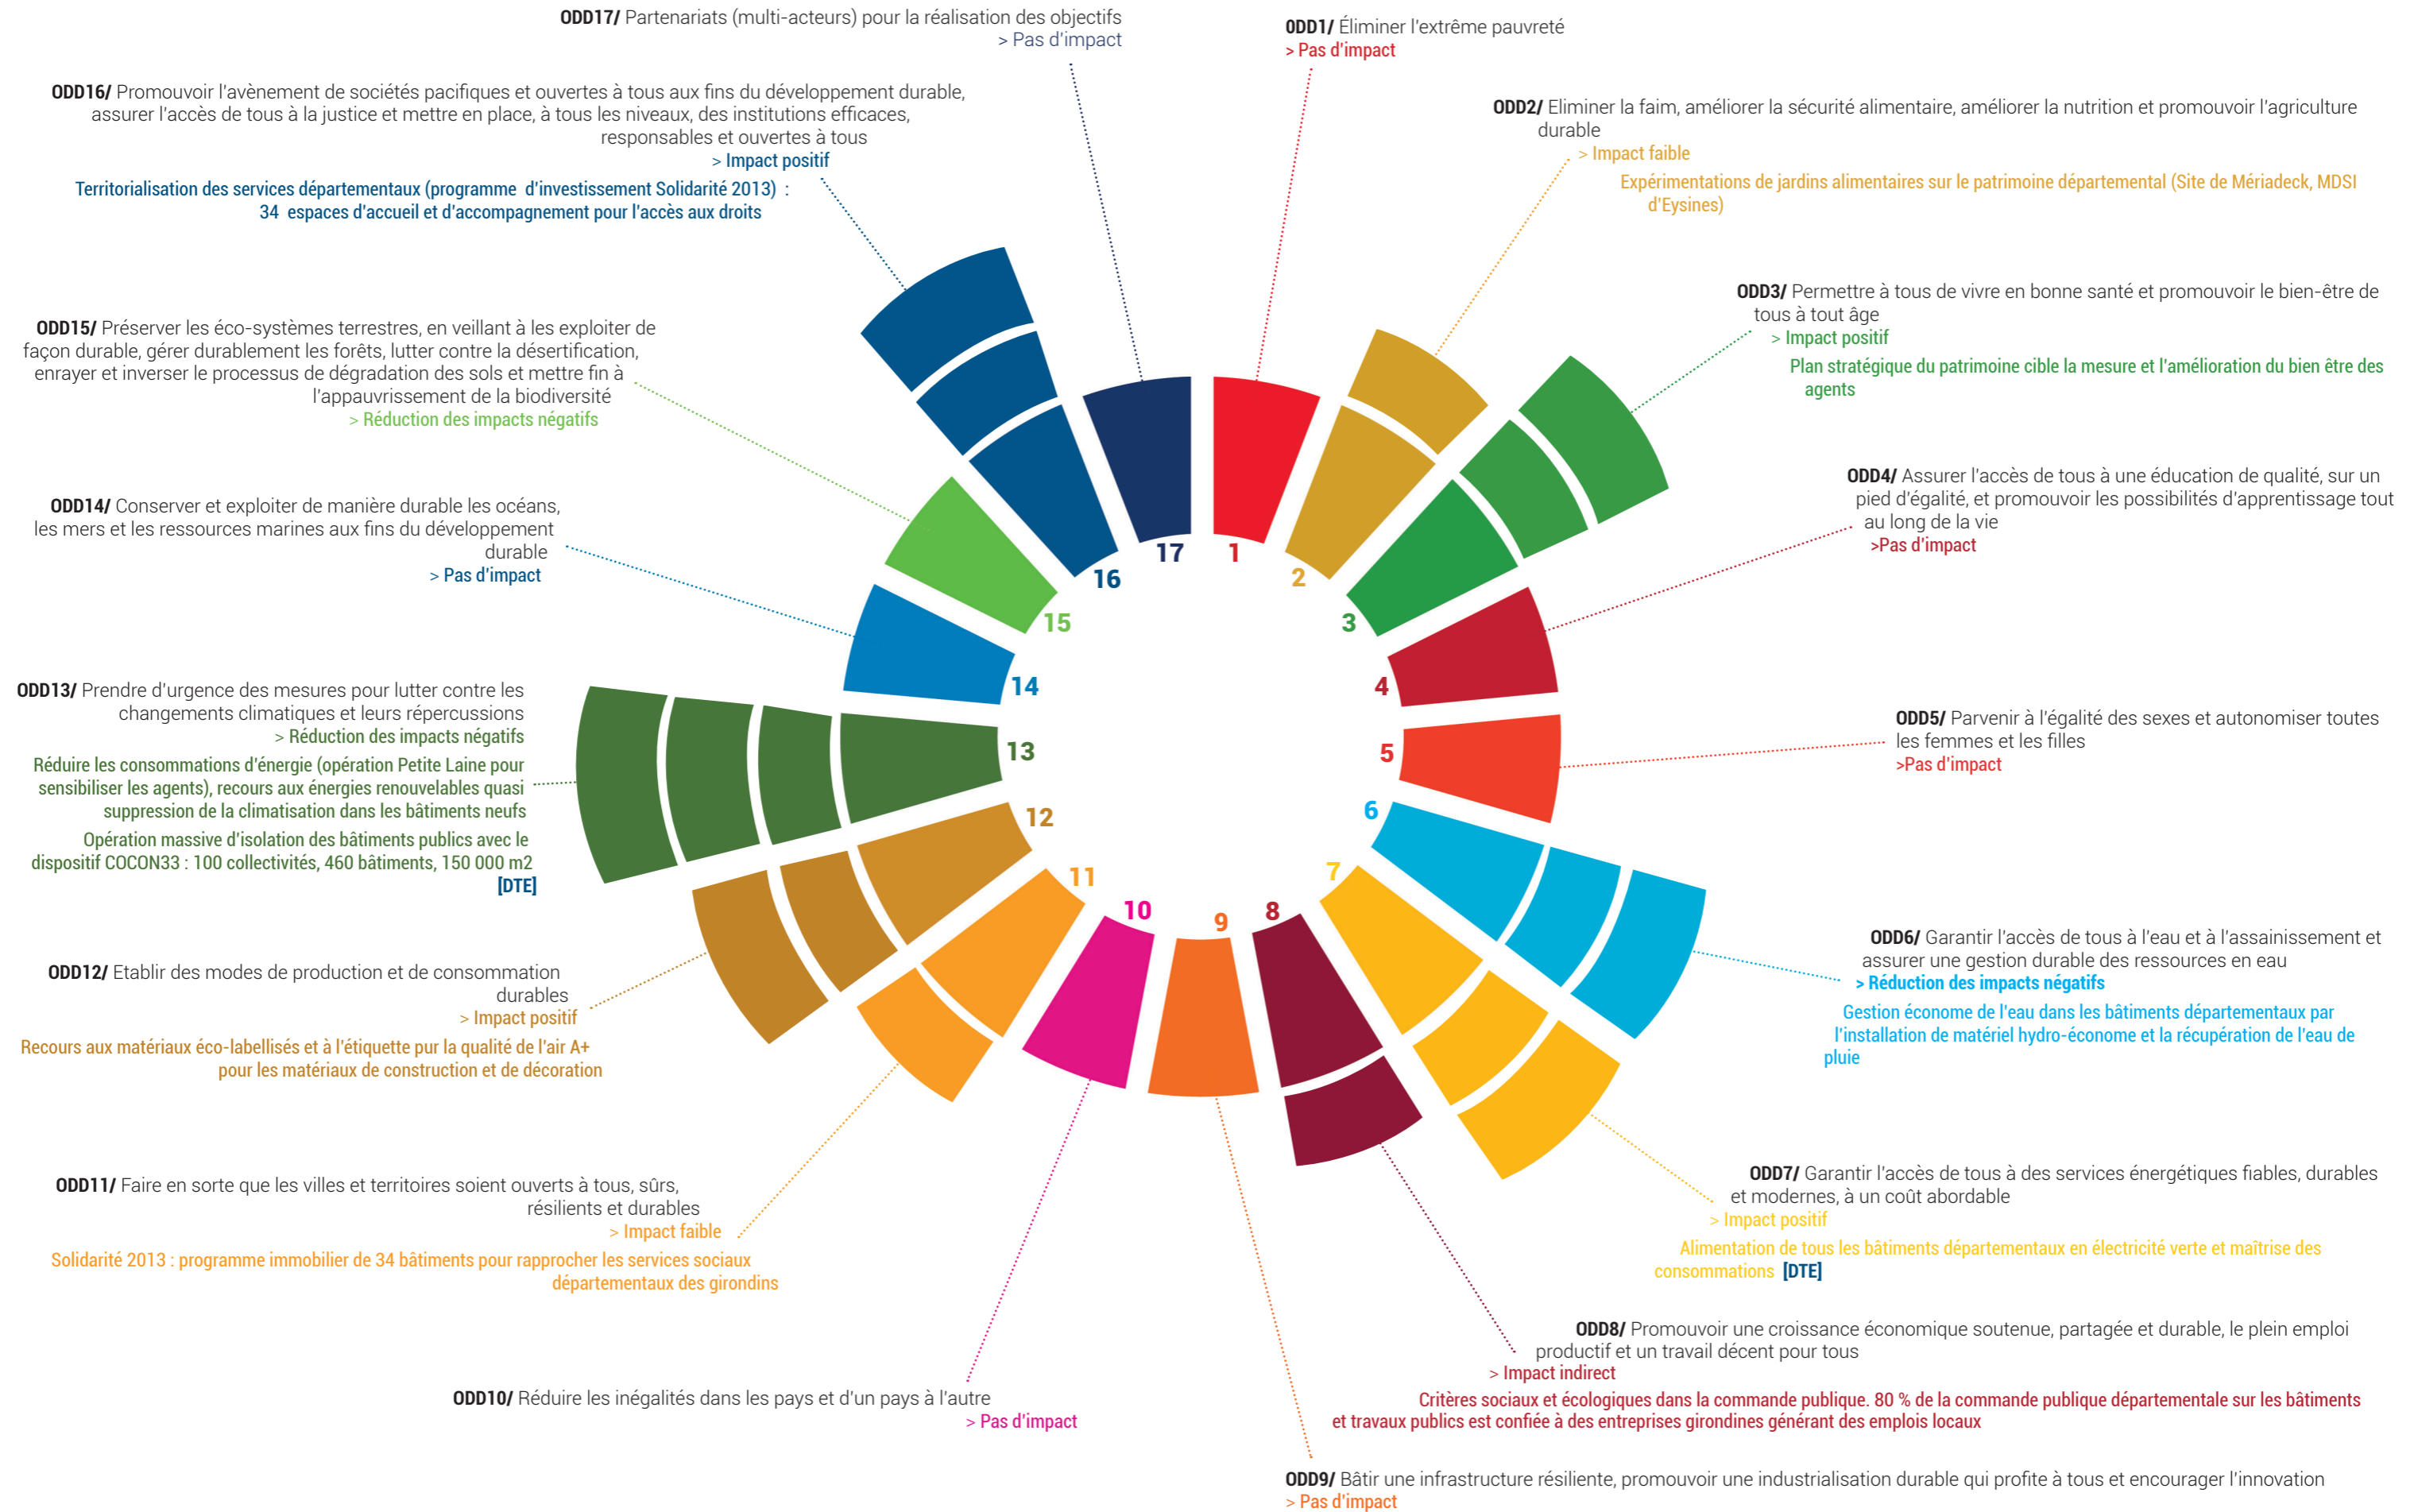 ODD17/ Partenariats (multi-acteurs) pour la réalisation des objectifs
> Pas d'impact
ODD1/ Éliminer l'extrême pauvreté
> Pas d'impact
ODD16/ Promouvoir l'avènement de sociétés pacifiques et ouvertes à tous aux fins du développement durable,
assurer l'accès de tous à la justice et mettre en place, à tous les niveaux, des institutions efficaces,
responsables et ouvertes à tous
> Impact positif
Territorialisation des services départementaux (programme d'investissement Solidarité 2013) :
34 espaces d'accueil et d'accompagnement pour l'accès aux droits
ODD2/ Eliminer la faim, améliorer la sécurité alimentaire, améliorer la nutrition et promouvoir l'agriculture
durable
> Impact faible
Expérimentations de jardins alimentaires sur le patrimoine départemental (Site de Mériadeck, MDSI
d'Eysines)
ODD3/ Permettre à tous de vivre en bonne santé et promouvoir le bien-être de
tous à tout âge
> Impact positif
Plan stratégique du patrimoine cible la mesure et l'amélioration du bien être des
agents
ODD15/ Préserver les éco-systèmes terrestres, en veillant à les exploiter de
façon durable, gérer durablement les forêts, lutter contre la désertification,
enrayer et inverser le processus de dégradation des sols et mettre fin à
l'appauvrissement de la biodiversité
> Réduction des impacts négatifs
ODD4/ Assurer l'accès de tous à une éducation de qualité, sur un
pied d'égalité, et promouvoir les possibilités d'apprentissage tout
au long de la vie
>Pas d'impact
ODD14/ Conserver et exploiter de manière durable les océans,
les mers et les ressources marines aux fins du développement
durable
> Pas d'impact
17
1
16
2
15
3
14
4
13
5
12
6
11
7
10
9
8
ODD13/ Prendre d'urgence des mesures pour lutter contre les
changements climatiques et leurs répercussions
> Réduction des impacts négatifs
Réduire les consommations d'énergie (opération Petite Laine pour
sensibiliser les agents), recours aux énergies renouvelables quasi
suppression de la climatisation dans les bâtiments neufs
Opération massive d'isolation des bâtiments publics avec le
dispositif COCON33 : 100 collectivités, 460 bâtiments, 150 000 m2
[DTE]
ODD5/ Parvenir à l'égalité des sexes et autonomiser toutes
les femmes et les filles
>Pas d'impact
ODD6/ Garantir l'accès de tous à l'eau et à l'assainissement et
assurer une gestion durable des ressources en eau
> Réduction des impacts négatifs
Gestion économe de l'eau dans les bâtiments départementaux par
l'installation de matériel hydro-économe et la récupération de l'eau de
pluie
ODD12/ Etablir des modes de production et de consommation
durables
> Impact positif
Recours aux matériaux éco-labellisés et à l'étiquette pur la qualité de l'air A+
pour les matériaux de construction et de décoration
ODD7/ Garantir l'accès de tous à des services énergétiques fiables, durables
et modernes, à un coût abordable
> Impact positif
Alimentation de tous les bâtiments départementaux en électricité verte et maîtrise des
consommations [DTE]
ODD11/ Faire en sorte que les villes et territoires soient ouverts à tous, sûrs,
résilients et durables
> Impact faible
Solidarité 2013 : programme immobilier de 34 bâtiments pour rapprocher les services sociaux
départementaux des girondins
ODD8/ Promouvoir une croissance économique soutenue, partagée et durable, le plein emploi
productif et un travail décent pour tous
> Impact indirect
Critères sociaux et écologiques dans la commande publique. 80 % de la commande publique départementale sur les bâtiments
et travaux publics est confiée à des entreprises girondines générant des emplois locaux
ODD10/ Réduire les inégalités dans les pays et d'un pays à l'autre
> Pas d'impact
ODD9/ Bâtir une infrastructure résiliente, promouvoir une industrialisation durable qui profite à tous et encourager l'innovation
> Pas d'impact